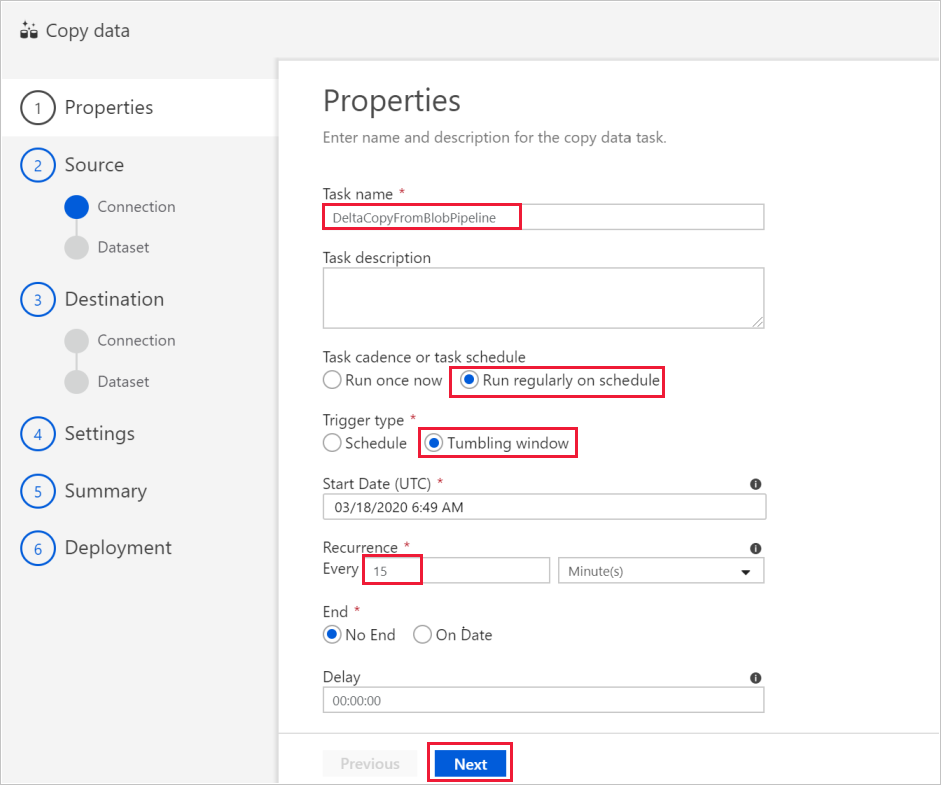 Copy data
1 Properties
2 Source
Connection
Dataset
3 Destination
Connection
Dataset
4 Settings
5 Summary
6 Deployment
Properties
Enter name and description for the copy data task.
Task name *
DeltaCopyFromBlobPipeline
Task description
Task cadence or task schedule
Run once now Run regularly on schedule
Trigger type *
Schedule Tumbling window
Start Date (UTC) *
03/18/2020 6:49 AM
Recurrence *
Every 15 Minute(s)
End *
No End On Date
Delay
00:00:00
Previous Next